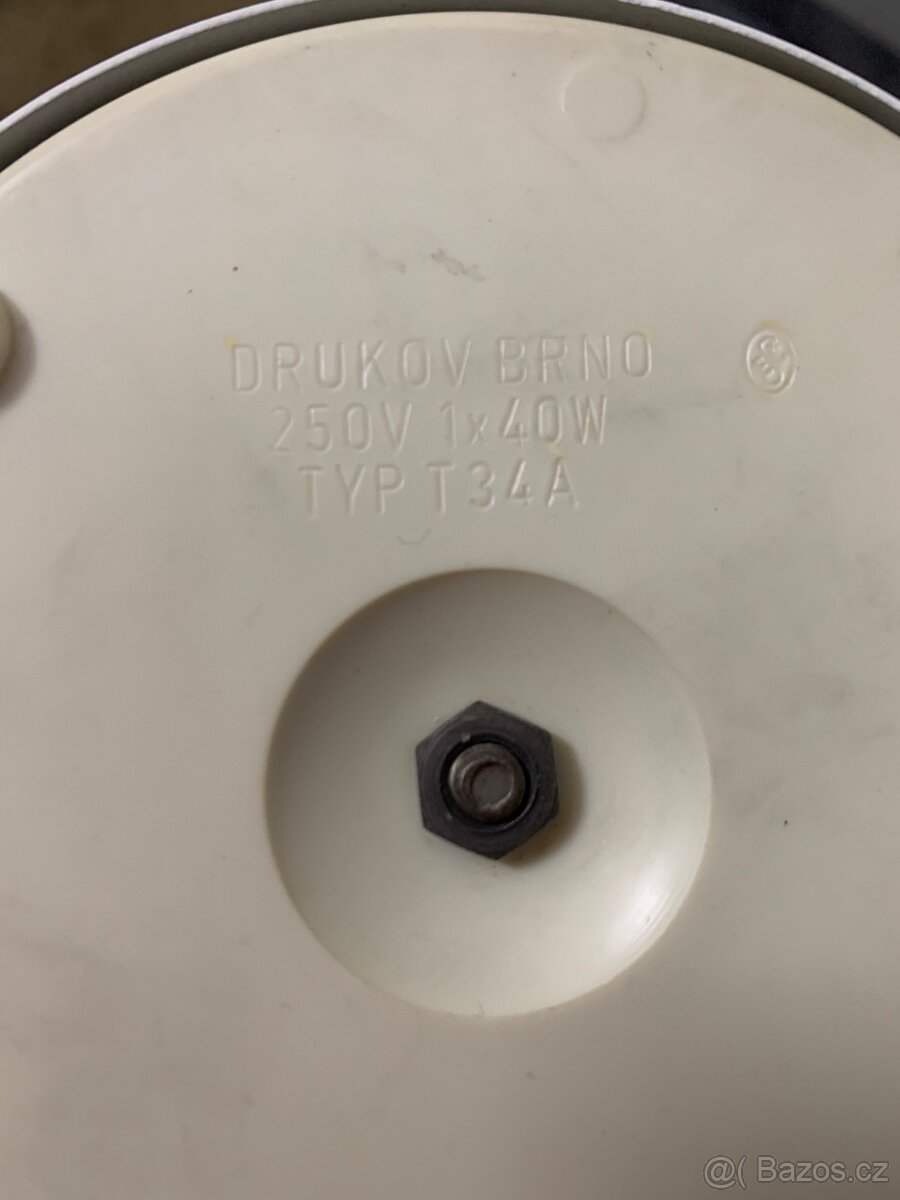 DRUKOV BRNO
250V 1x40W
TYP T34A
@( Bazos.cz